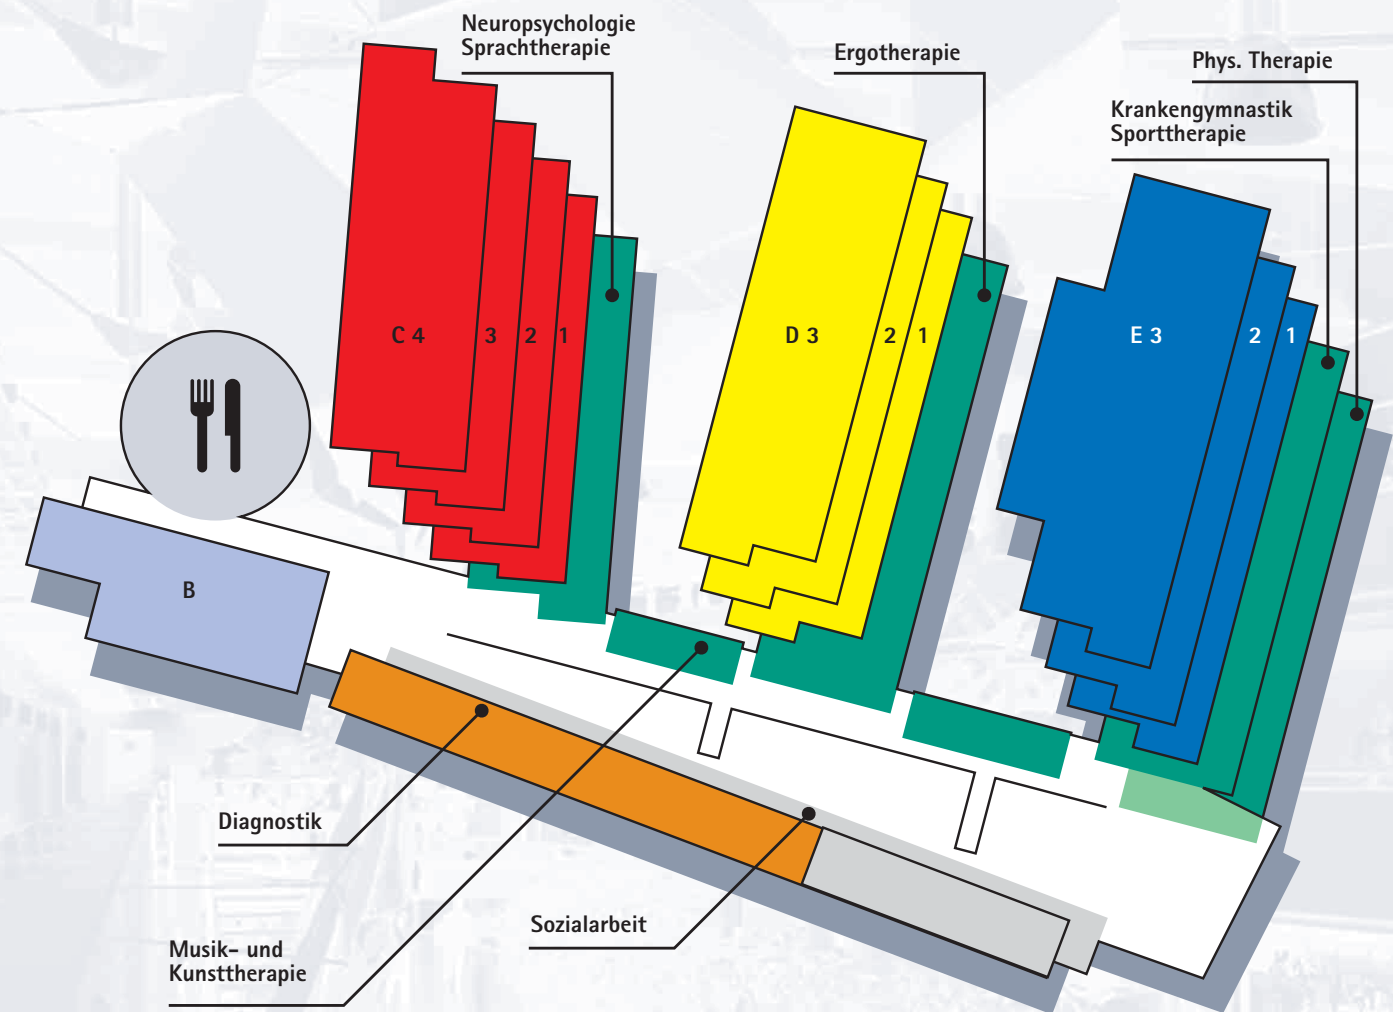 Neuropsychologie
Sprachtherapie
Ergotherapie
Phys. Therapie
Krankengymnastik
Sporttherapie
C 4
3
2
1
D 3
2
1
E 3
2
1
B
Diagnostik
Sozialarbeit
Musik- und
Kunsttherapie